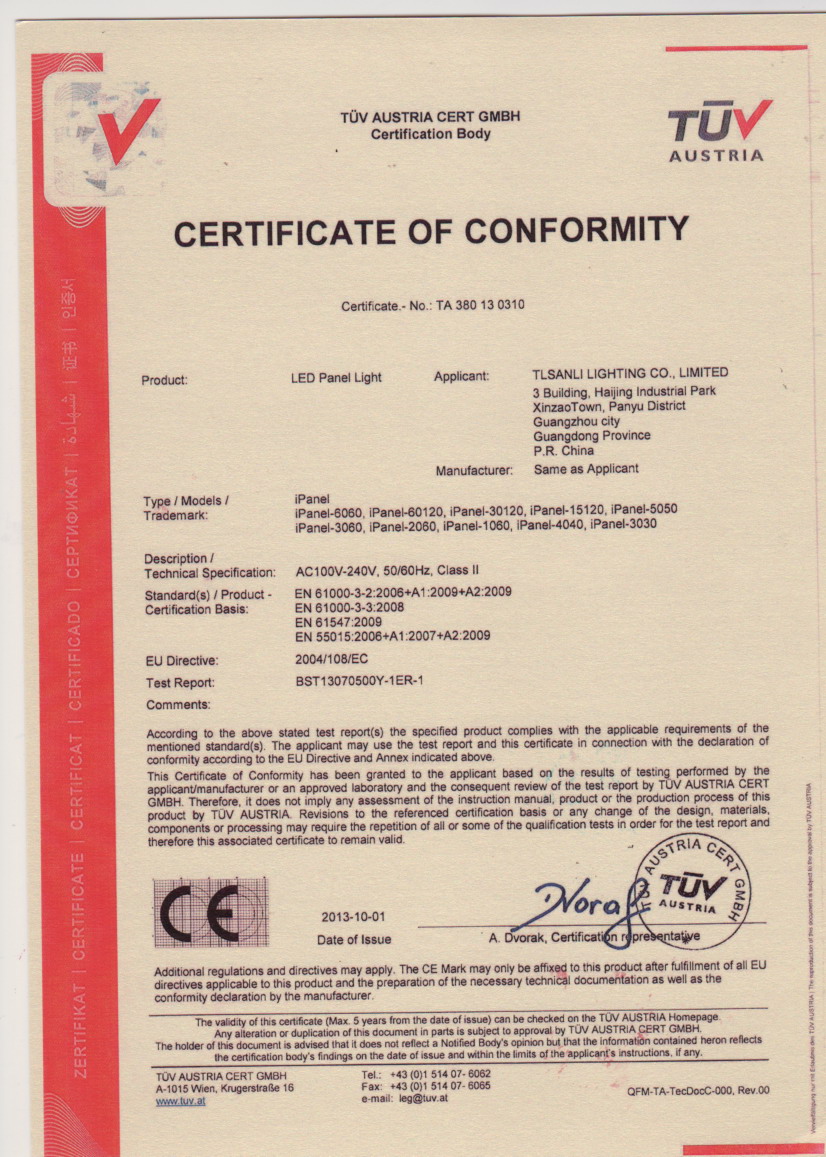 TÜV AUSTRIA CERT GMBH
Certification Body
TÜV
AUSTRIA
CERTIFICATE OF CONFORMITY
Certificate.- No.: TA 380 13 0310
Product: LED Panel Light Applicant: TLSANLI LIGHTING CO., LIMITED
3 Building, Haijing Industrial Park
XinzaoTown, Panyu District
Guangzhou city
Guangdong Province
P.R. China
Manufacturer: Same as Applicant
Type / Models / iPanel
Trademark: iPanel-6060, iPanel-60120, iPanel-30120, iPanel-15120, iPanel-5050
iPanel-3060, iPanel-2060, iPanel-1060, iPanel-4040, iPanel-3030
Description /
Technical Specification: AC100V-240V, 50/60Hz, Class II
Standard(s) / Product - EN 61000-3-2:2006+A1:2009+A2:2009
Certification Basis: EN 61000-3-3:2008
EN 61547:2009
EN 55015:2006+A1:2007+A2:2009
EU Directive: 2004/108/EC
Test Report: BST13070500Y-1ER-1
Comments:
According to the above stated test report(s) the specified product complies with the applicable requirements of the
mentioned standard(s). The applicant may use the test report and this certificate in connection with the declaration of
conformity according to the EU Directive and Annex indicated above.
This Certificate of Conformity has been granted to the applicant based on the results of testing performed by the
applicant/manufacturer or an approved laboratory and the consequent review of the test report by TÜV AUSTRIA CERT
GMBH. Therefore, it does not imply any assessment of the instruction manual, product or the production process of this
product by TÜV AUSTRIA. Revisions to the referenced certification basis or any change of the design, materials,
components or processing may require the repetition of all or some of the qualification tests in order for the test report and
therefore this associated certificate to remain valid.
CE
2013-10-01
Date of Issue
A. Dvorak, Certification representative
TÜV AUSTRIA CERT GMBH
TÜV
AUSTRIA
Additional regulations and directives may apply. The CE Mark may only be affixed to this product after fulfillment of all EU
directives applicable to this product and the preparation of the necessary technical documentation as well as the
conformity declaration by the manufacturer.
The validity of this certificate (Max. 5 years from the date of issue) can be checked on the TÜV AUSTRIA Homepage.
Any alteration or duplication of this document in parts is subject to approval by TÜV AUSTRIA CERT GMBH.
The holder of this document is advised that it does not reflect a Notified Body's opinion but that the information contained heron reflects
the certification body's findings on the date of issue and within the limits of the applicant's instructions, if any.
TÜV AUSTRIA CERT GMBH Tel.: +43 (0)1 514 07- 6062
A-1015 Wien, Krugerstraße 16 Fax: +43 (0)1 514 07- 6065
www.tuv.at e-mail: leg@tuv.at
QFM-TA-TecDocC-000, Rev.00
ZERTIFIKAT | CERTIFICATE | CERTIFICAT | CERTIFICADO | СЕРТИФИКАТ | شهادة | 证书 | 인증서
The reproduction of this document is subject to the approval by TÜV AUSTRIA